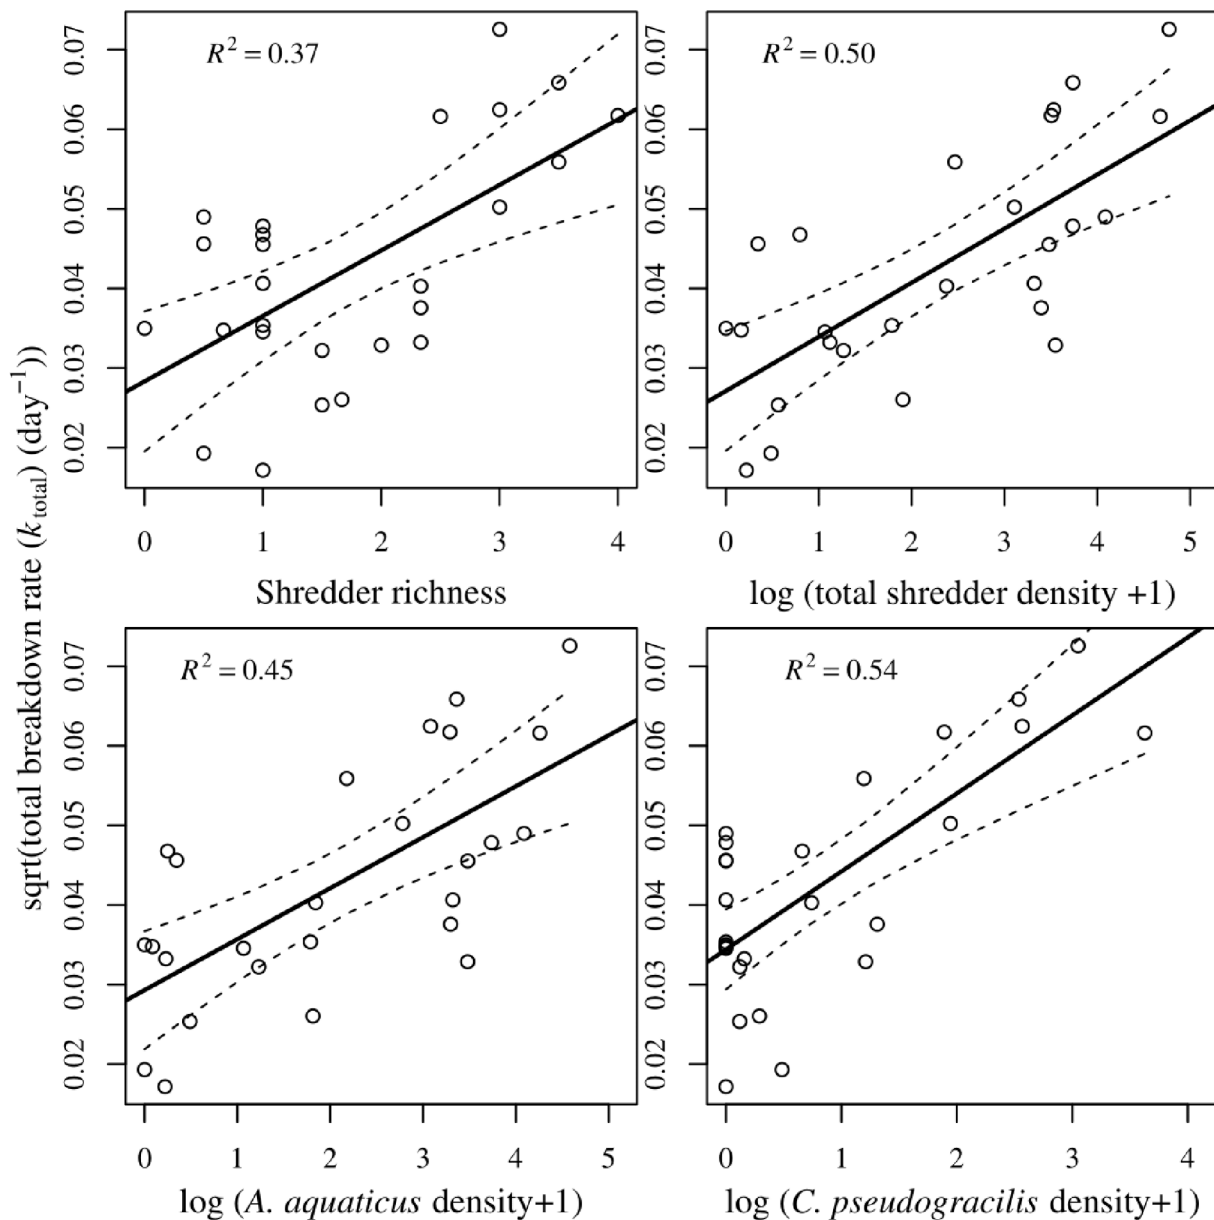 sqrt(total breakdown rate (k_total) (day⁻¹))
R² = 0.37
0.02 0.03 0.04 0.05 0.06 0.07
0 1 2 3 4
Shredder richness
R² = 0.50
0.02 0.03 0.04 0.05 0.06 0.07
0 1 2 3 4 5
log (total shredder density +1)
R² = 0.45
0.02 0.03 0.04 0.05 0.06 0.07
0 1 2 3 4 5
log (A. aquaticus density+1)
R² = 0.54
0.02 0.03 0.04 0.05 0.06 0.07
0 1 2 3 4
log (C. pseudogracilis density+1)